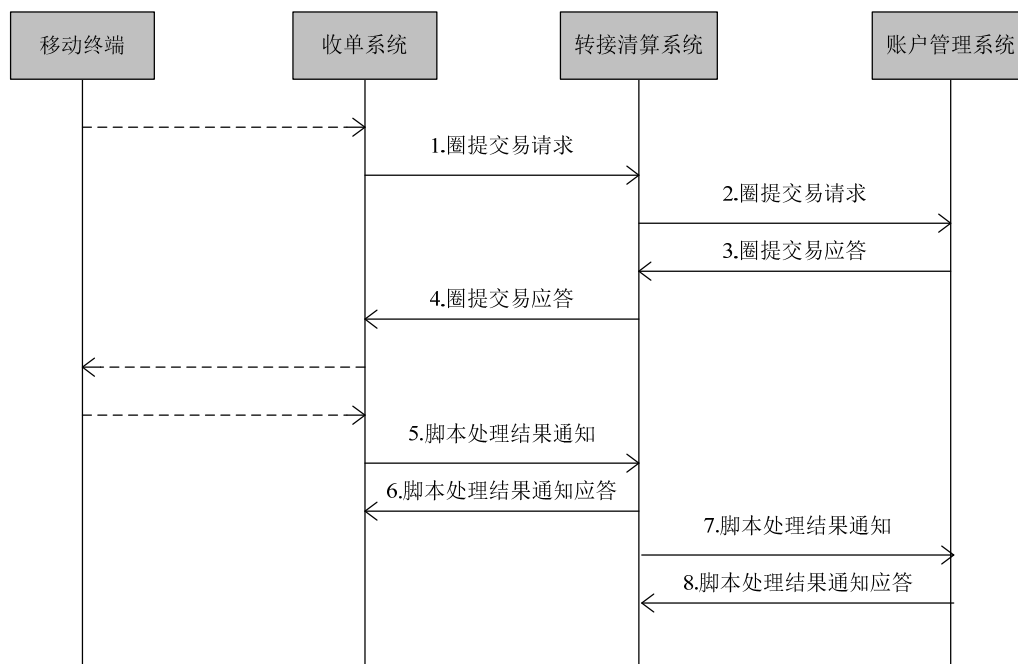 移动终端
收单系统
转接清算系统
账户管理系统
1.圈提交易请求
2.圈提交易请求
3.圈提交易应答
4.圈提交易应答
5.脚本处理结果通知
6.脚本处理结果通知应答
7.脚本处理结果通知
8.脚本处理结果通知应答